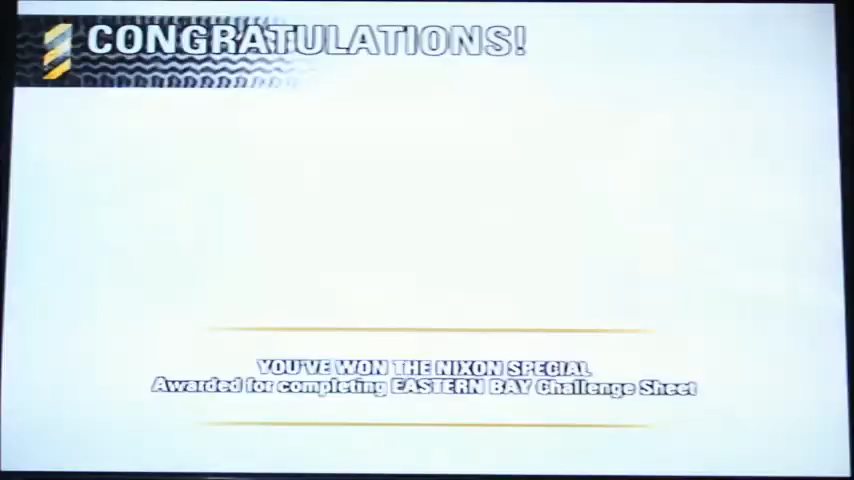 CONGRATULATIONS!
YOU'VE WON THE NIXON SPECIAL
Awarded for completing EASTERN BAY Challenge Sheet